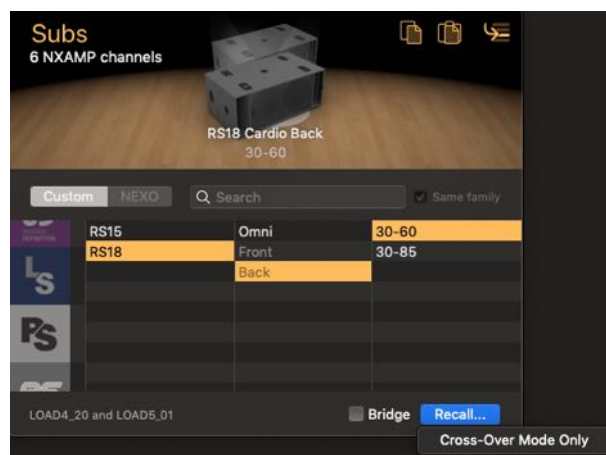 Subs
6 NXAMP channels
RS18 Cardio Back
30-60
Custom NEXO Search Same family
RS15 Omni 30-60
RS18 Front 30-85
Back
LS
PS
LOAD4_20 and LOAD5_01 Bridge Recall...
Cross-Over Mode Only